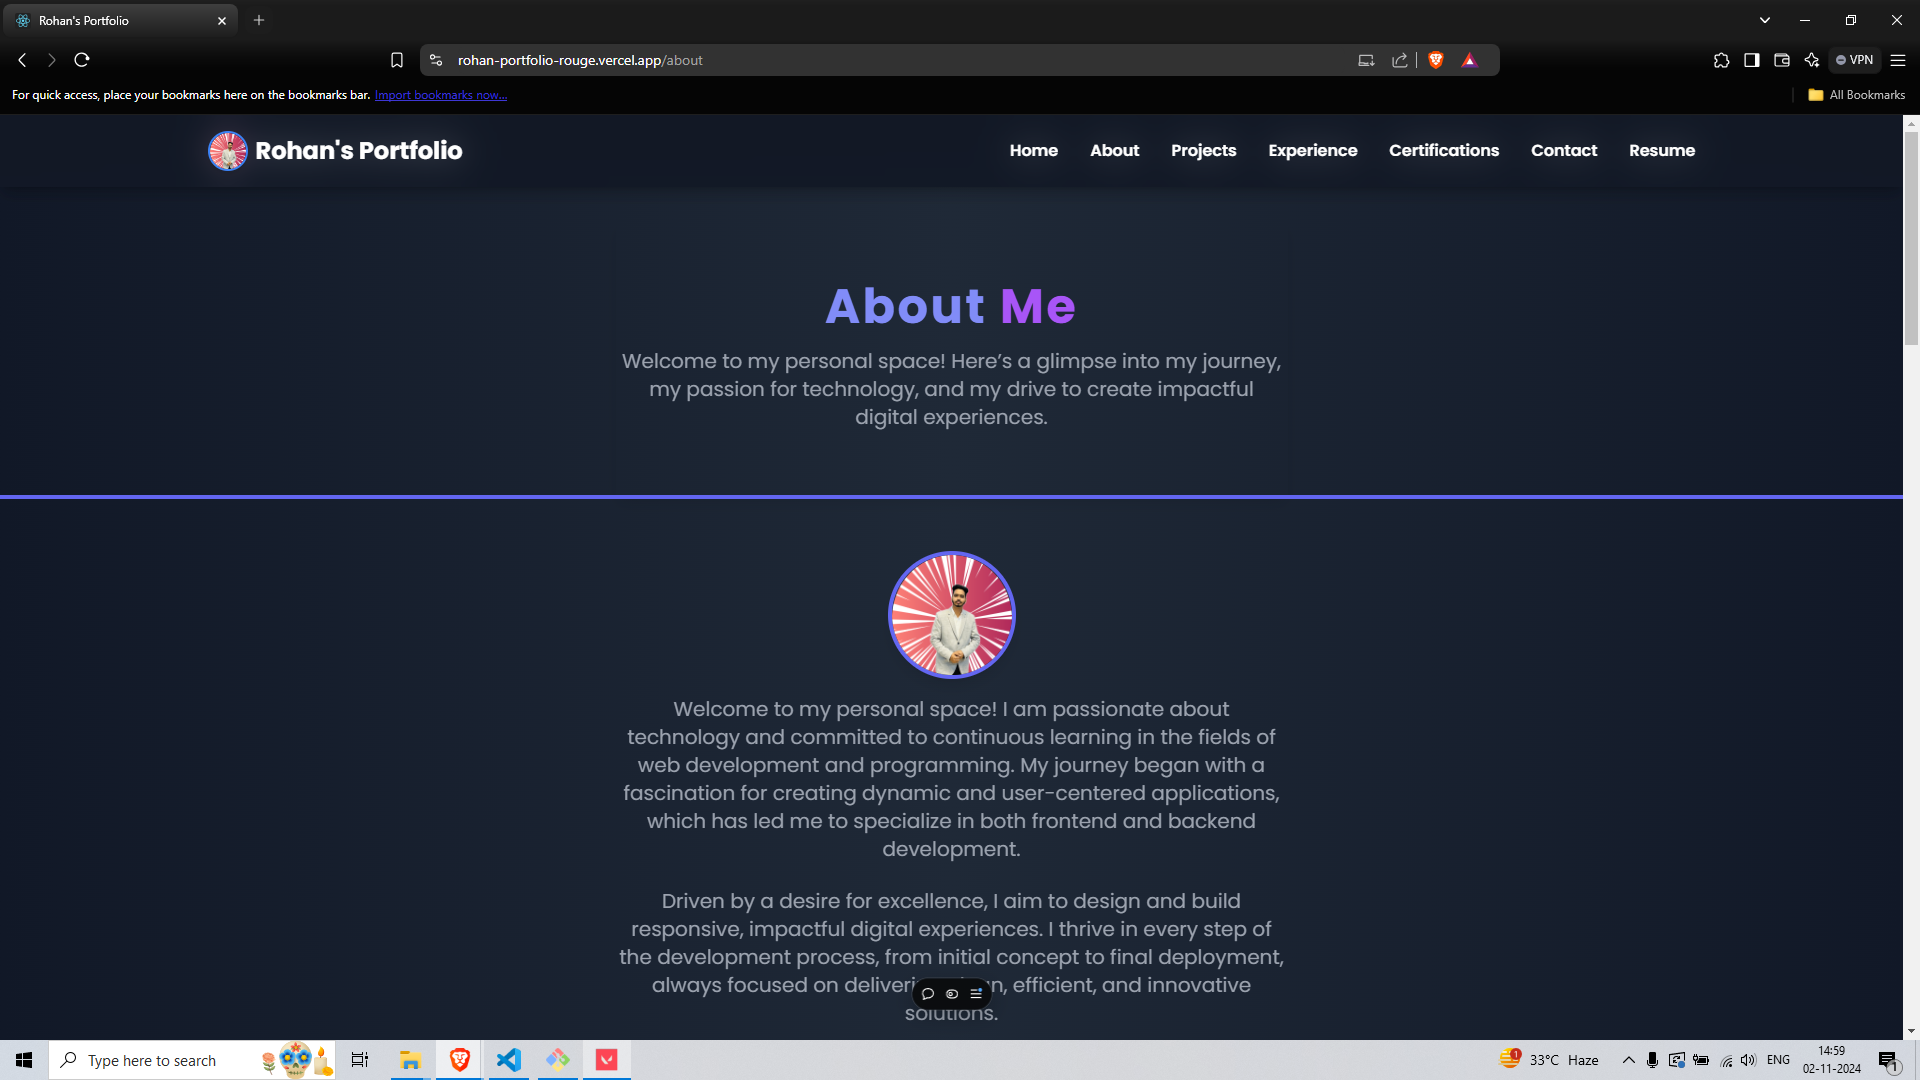 Rohan's Portfolio
rohan-portfolio-rouge.vercel.app/about
VPN
For quick access, place your bookmarks here on the bookmarks bar. Import bookmarks now...
All Bookmarks
Rohan's Portfolio
Home About Projects Experience Certifications Contact Resume
About Me
Welcome to my personal space! Here’s a glimpse into my journey,
my passion for technology, and my drive to create impactful
digital experiences.
Welcome to my personal space! I am passionate about
technology and committed to continuous learning in the fields of
web development and programming. My journey began with a
fascination for creating dynamic and user-centered applications,
which has led me to specialize in both frontend and backend
development.
Driven by a desire for excellence, I aim to design and build
responsive, impactful digital experiences. I thrive in every step of
the development process, from initial concept to final deployment,
always focused on efficient, and innovative
solutions.
Type here to search
1
33°C Haze
ENG
14:59
02-11-2024
1